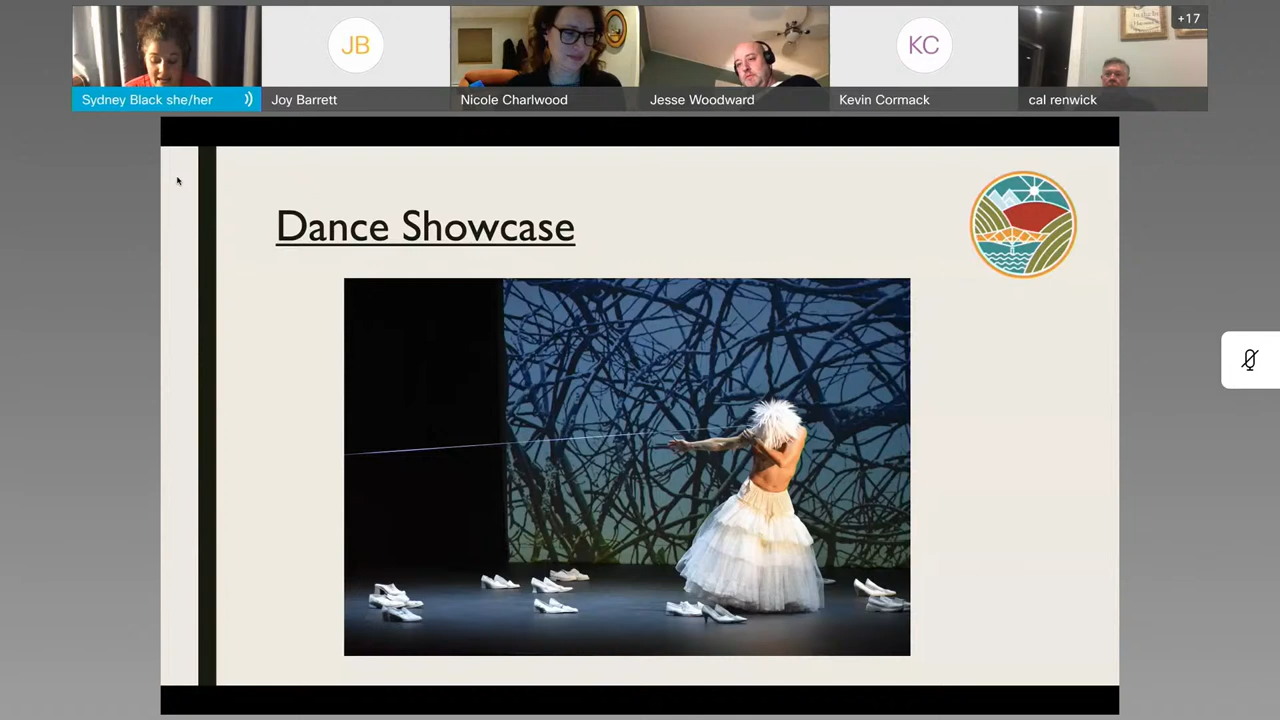 +17
JB
KC
Sydney Black she/her
Joy Barrett
Nicole Charlwood
Jesse Woodward
Kevin Cormack
cal renwick
Dance Showcase